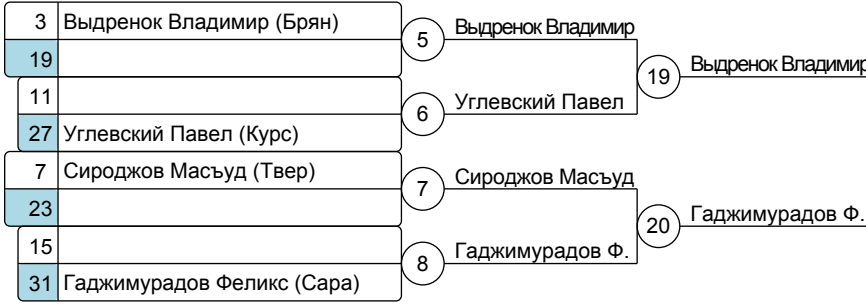 3 Выдренок Владимир (Брян)
19
11
27 Углевский Павел (Курс)
7 Сироджов Масъуд (Твер)
23
15
31 Гаджимурадов Феликс (Сара)
5 Выдренок Владимир
6 Углевский Павел
7 Сироджов Масъуд
8 Гаджимурадов Ф.
19 Выдренок Владимир
20 Гаджимурадов Ф.